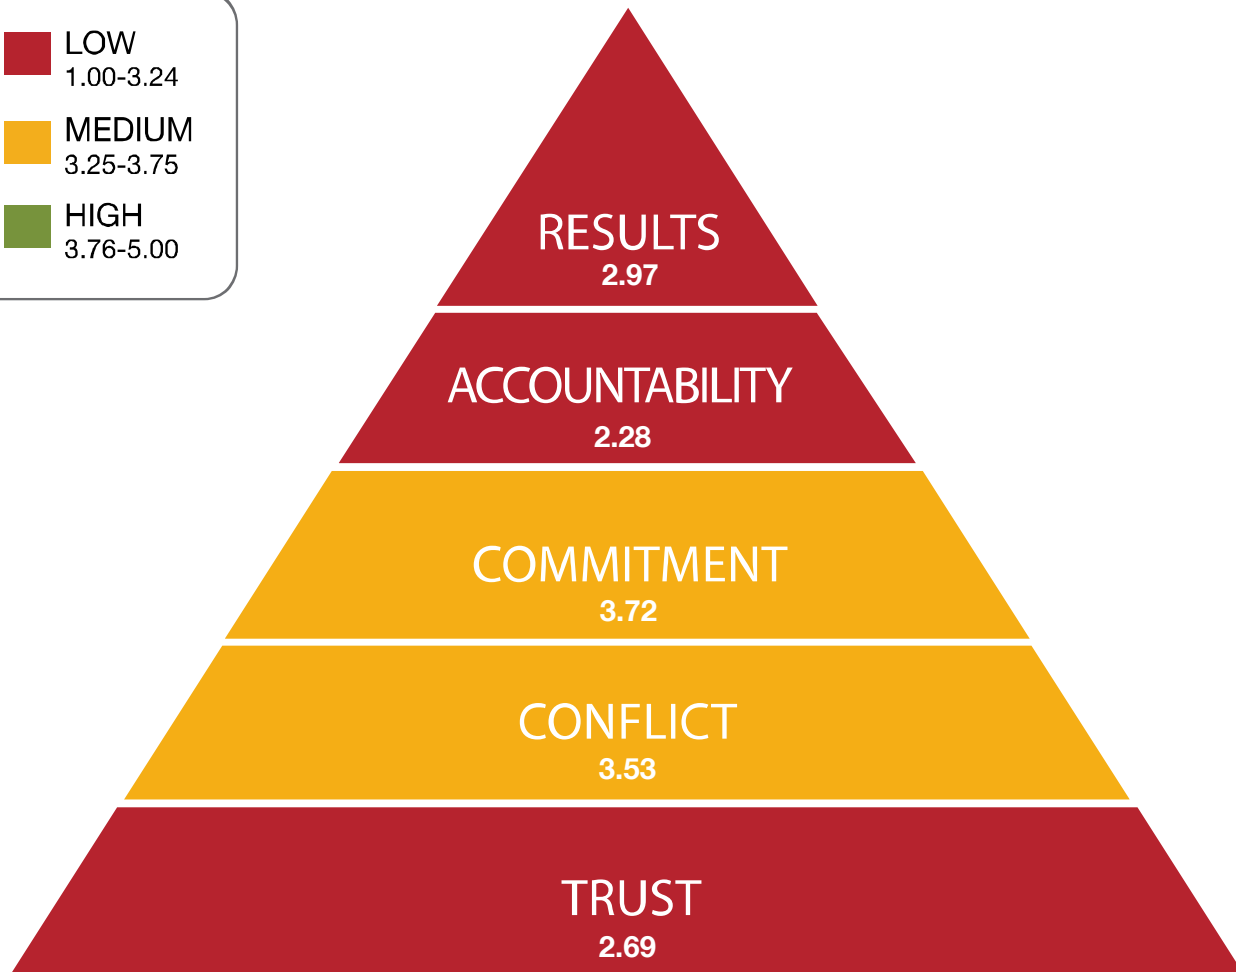 LOW
1.00-3.24
MEDIUM
3.25-3.75
HIGH
3.76-5.00
RESULTS
2.97
ACCOUNTABILITY
2.28
COMMITMENT
3.72
CONFLICT
3.53
TRUST
2.69